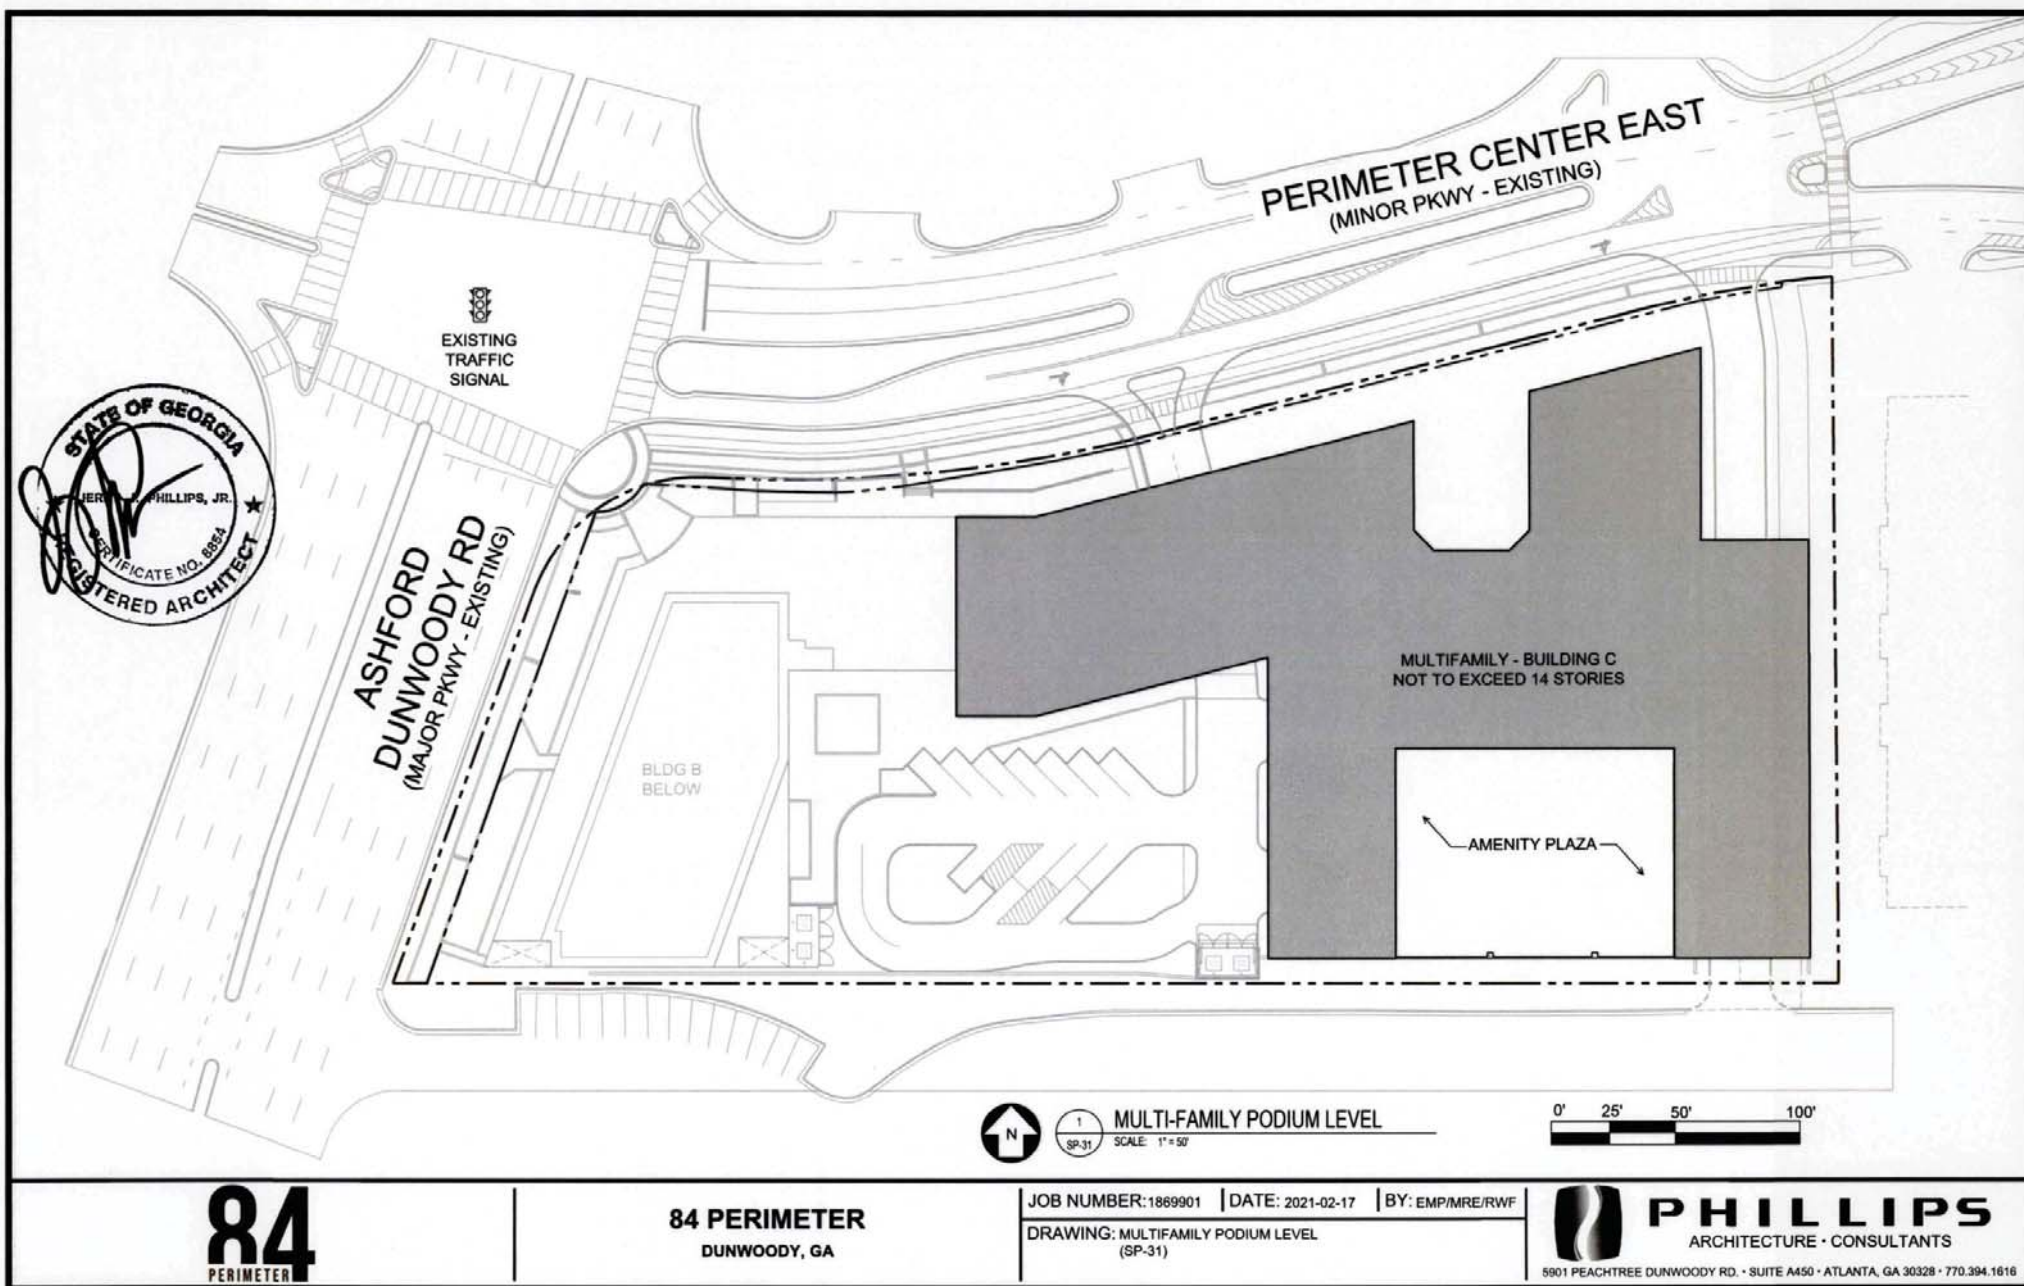 PERIMETER CENTER EAST
(MINOR PKWY - EXISTING)
EXISTING
TRAFFIC
SIGNAL
STATE OF GEORGIA
PHILLIPS, JR.
CERTIFICATE NO. 6854
REGISTERED ARCHITECT
ASHFORD
DUNWOODY RD
(MAJOR PKWY - EXISTING)
MULTIFAMILY - BUILDING C
NOT TO EXCEED 14 STORIES
BLDG B
BELOW
AMENITY PLAZA
N
1
SP-31
MULTI-FAMILY PODIUM LEVEL
SCALE: 1" = 50'
0' 25' 50' 100'
84
PERIMETER
84 PERIMETER
DUNWOODY, GA
JOB NUMBER: 1869901 DATE: 2021-02-17 BY: EMP/MRE/RWF
DRAWING: MULTIFAMILY PODIUM LEVEL
(SP-31)
PHILLIPS
ARCHITECTURE · CONSULTANTS
5901 PEACHTREE DUNWOODY RD. · SUITE A450 · ATLANTA, GA 30328 · 770.394.1616